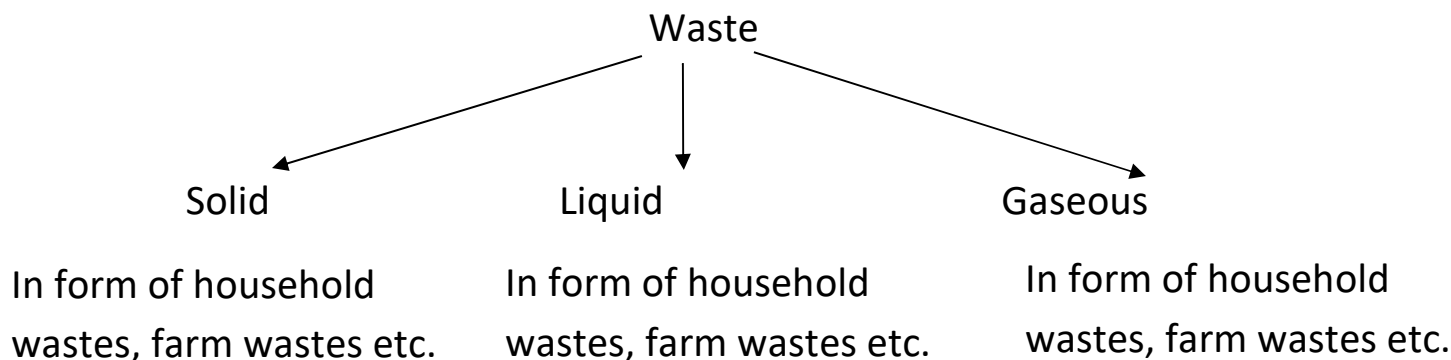 Waste
Solid
Liquid
Gaseous
In form of household
wastes, farm wastes etc.
In form of household
wastes, farm wastes etc.
In form of household
wastes, farm wastes etc.